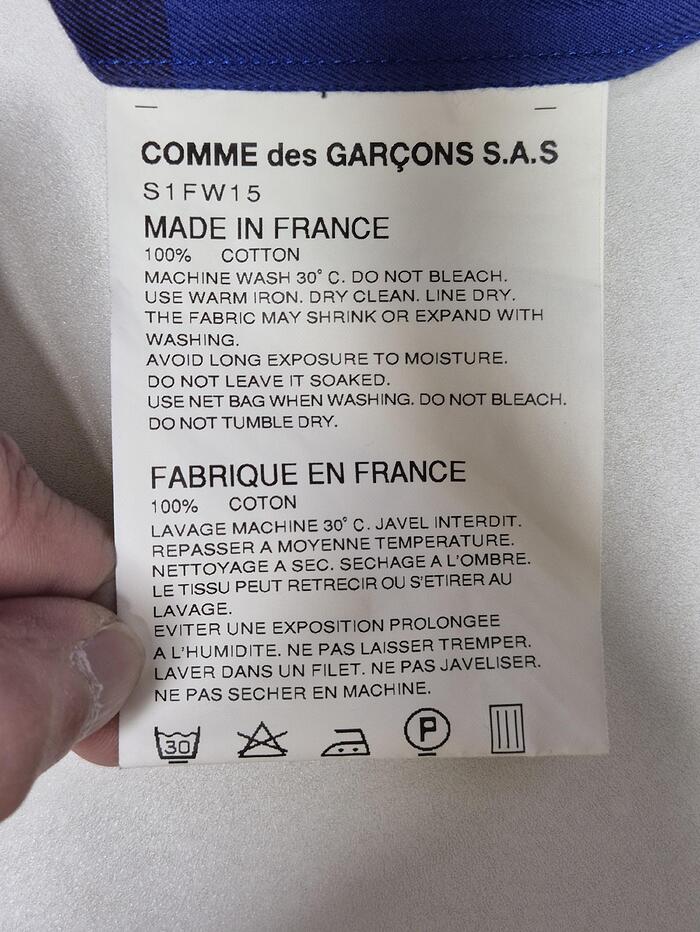 COMME des GARÇONS S.A.S
S1FW15
MADE IN FRANCE
100% COTTON
MACHINE WASH 30° C. DO NOT BLEACH.
USE WARM IRON. DRY CLEAN. LINE DRY.
THE FABRIC MAY SHRINK OR EXPAND WITH
WASHING.
AVOID LONG EXPOSURE TO MOISTURE.
DO NOT LEAVE IT SOAKED.
USE NET BAG WHEN WASHING. DO NOT BLEACH.
DO NOT TUMBLE DRY.
FABRIQUE EN FRANCE
100% COTON
LAVAGE MACHINE 30° C. JAVEL INTERDIT.
REPASSER A MOYENNE TEMPERATURE.
NETTOYAGE A SEC. SECHAGE A L'OMBRE.
LE TISSU PEUT RETRECIR OU S'ETIRER AU
LAVAGE.
EVITER UNE EXPOSITION PROLONGEE
A L'HUMIDITE. NE PAS LAISSER TREMPER.
LAVER DANS UN FILET. NE PAS JAVELISER.
NE PAS SECHER EN MACHINE.
30 P